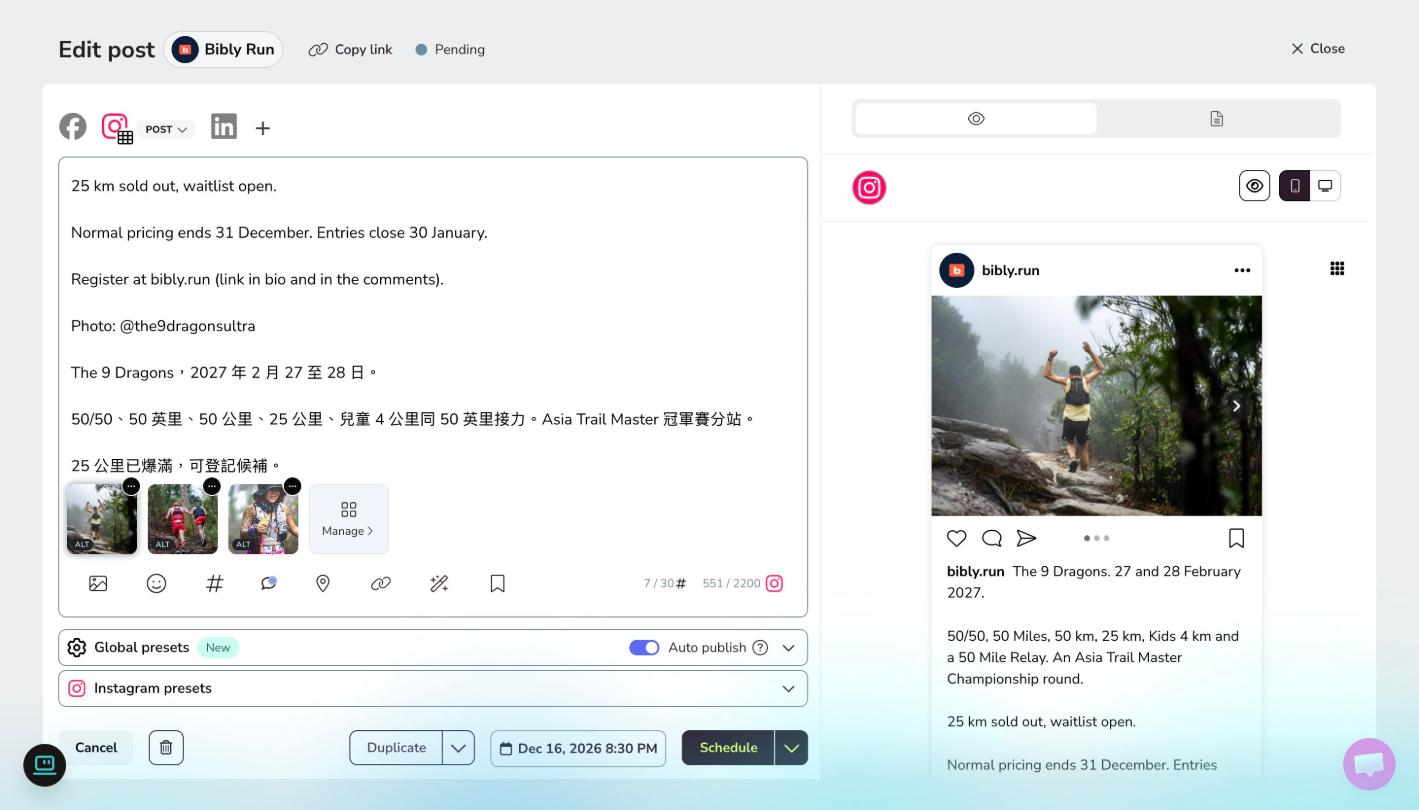 Edit post
Bibly Run
Copy link
Pending
Close
POST
25 km sold out, waitlist open.
Normal pricing ends 31 December. Entries close 30 January.
Register at bibly.run (link in bio and in the comments).
Photo: @the9dragonsultra
The 9 Dragons，2027 年 2 月 27 至 28 日。
50/50、50 英里、50 公里、25 公里、兒童 4 公里同 50 英里接力。Asia Trail Master 冠軍賽分站。
25 公里已爆滿，可登記候補。
ALT
ALT
ALT
Manage
7 / 30 #
551 / 2200
Global presets
New
Auto publish
Instagram presets
Cancel
Duplicate
Dec 16, 2026 8:30 PM
Schedule
bibly.run
bibly.run The 9 Dragons. 27 and 28 February
2027.
50/50, 50 Miles, 50 km, 25 km, Kids 4 km and
a 50 Mile Relay. An Asia Trail Master
Championship round.
25 km sold out, waitlist open.
Normal pricing ends 31 December. Entries